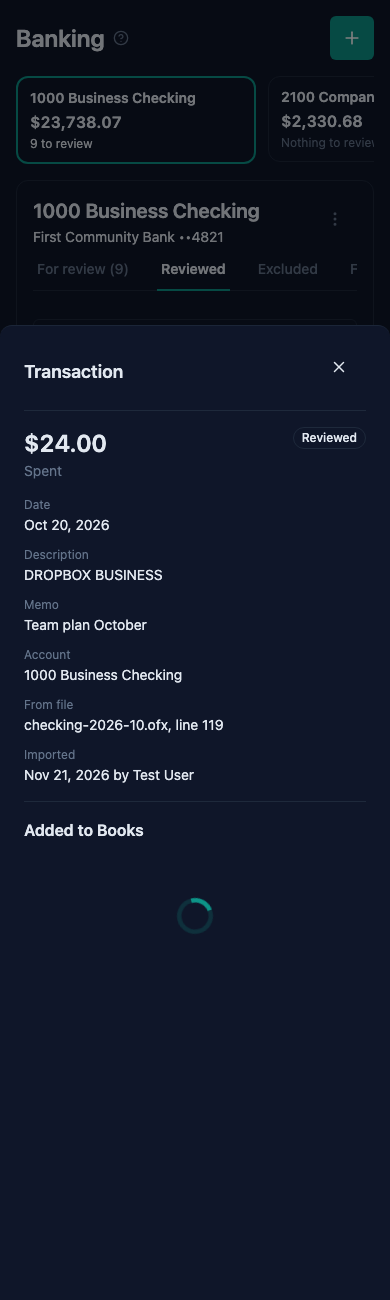 Banking
1000 Business Checking
$23,738.07
9 to review
2100 Compan
$2,330.68
Nothing to review
1000 Business Checking
First Community Bank ••4821
For review (9)
Reviewed
Excluded
F
Transaction
$24.00
Reviewed
Spent
Date
Oct 20, 2026
Description
DROPBOX BUSINESS
Memo
Team plan October
Account
1000 Business Checking
From file
checking-2026-10.ofx, line 119
Imported
Nov 21, 2026 by Test User
Added to Books